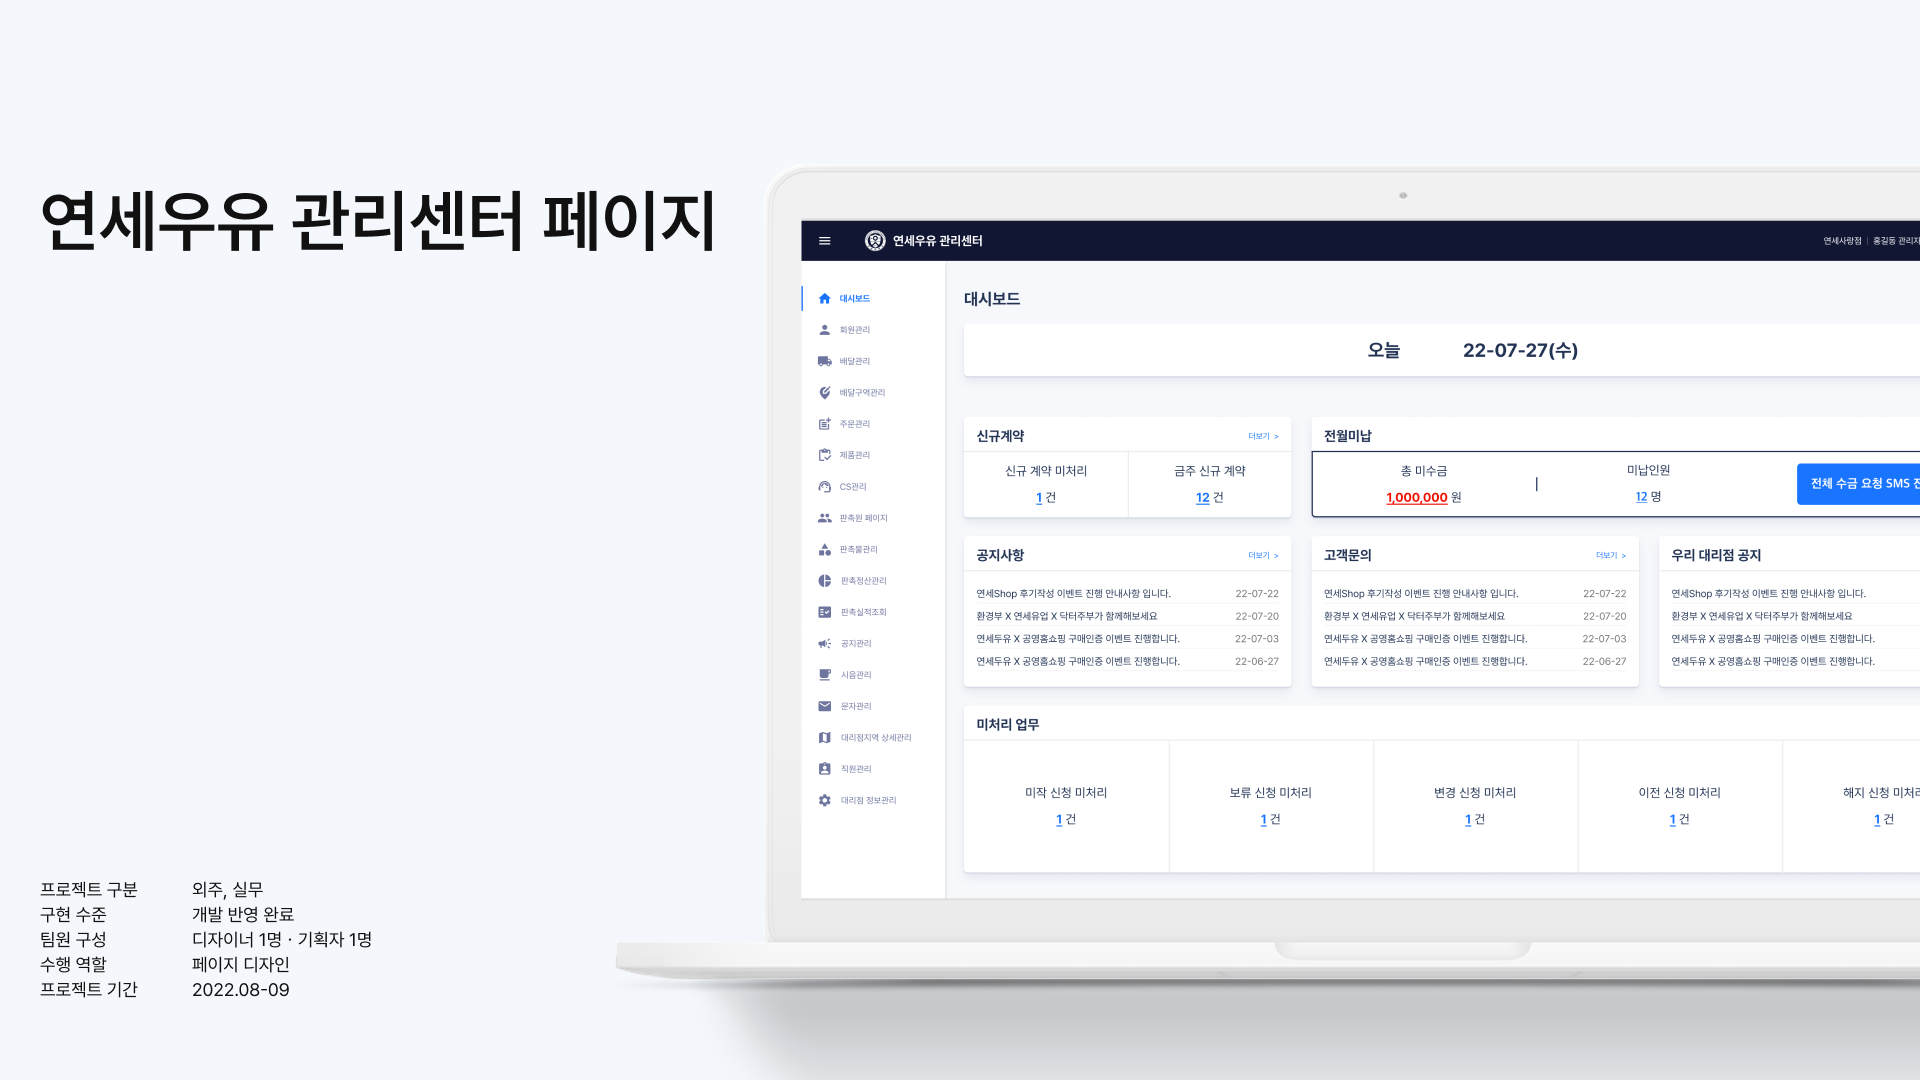 연세우유 관리센터 페이지
프로젝트 구분 외주, 실무
구현 수준 개발 반영 완료
팀원 구성 디자이너 1명 · 기획자 1명
수행 역할 페이지 디자인
프로젝트 기간 2022.08-09
연세우유 관리센터
연세사랑점 | 홍길동 관리자
대시보드
회원관리
배달관리
배달구역관리
주문관리
제품관리
CS관리
판촉원 페이지
판촉물관리
판촉정산관리
판촉실적조회
공지관리
시음관리
문자관리
대리점지역 상세관리
직원관리
대리점 정보관리
대시보드
오늘 22-07-27(수)
신규계약 더보기 >
신규 계약 미처리 금주 신규 계약
1 건 12 건
전월미납
총 미수금 | 미납인원
1,000,000 원 12 명
전체 수금 요청 SMS
공지사항 더보기 >
연세Shop 후기작성 이벤트 진행 안내사항 입니다. 22-07-22
환경부 X 연세유업 X 닥터주부가 함께해보세요 22-07-20
연세두유 X 공영홈쇼핑 구매인증 이벤트 진행합니다. 22-07-03
연세두유 X 공영홈쇼핑 구매인증 이벤트 진행합니다. 22-06-27
고객문의 더보기 >
연세Shop 후기작성 이벤트 진행 안내사항 입니다. 22-07-22
환경부 X 연세유업 X 닥터주부가 함께해보세요 22-07-20
연세두유 X 공영홈쇼핑 구매인증 이벤트 진행합니다. 22-07-03
연세두유 X 공영홈쇼핑 구매인증 이벤트 진행합니다. 22-06-27
우리 대리점 공지
연세Shop 후기작성 이벤트 진행 안내사항 입니다.
환경부 X 연세유업 X 닥터주부가 함께해보세요
연세두유 X 공영홈쇼핑 구매인증 이벤트 진행합니다.
연세두유 X 공영홈쇼핑 구매인증 이벤트 진행합니다.
미처리 업무
미작 신청 미처리 보류 신청 미처리 변경 신청 미처리 이전 신청 미처리 해지 신청 미처리
1 건 1 건 1 건 1 건 1 건